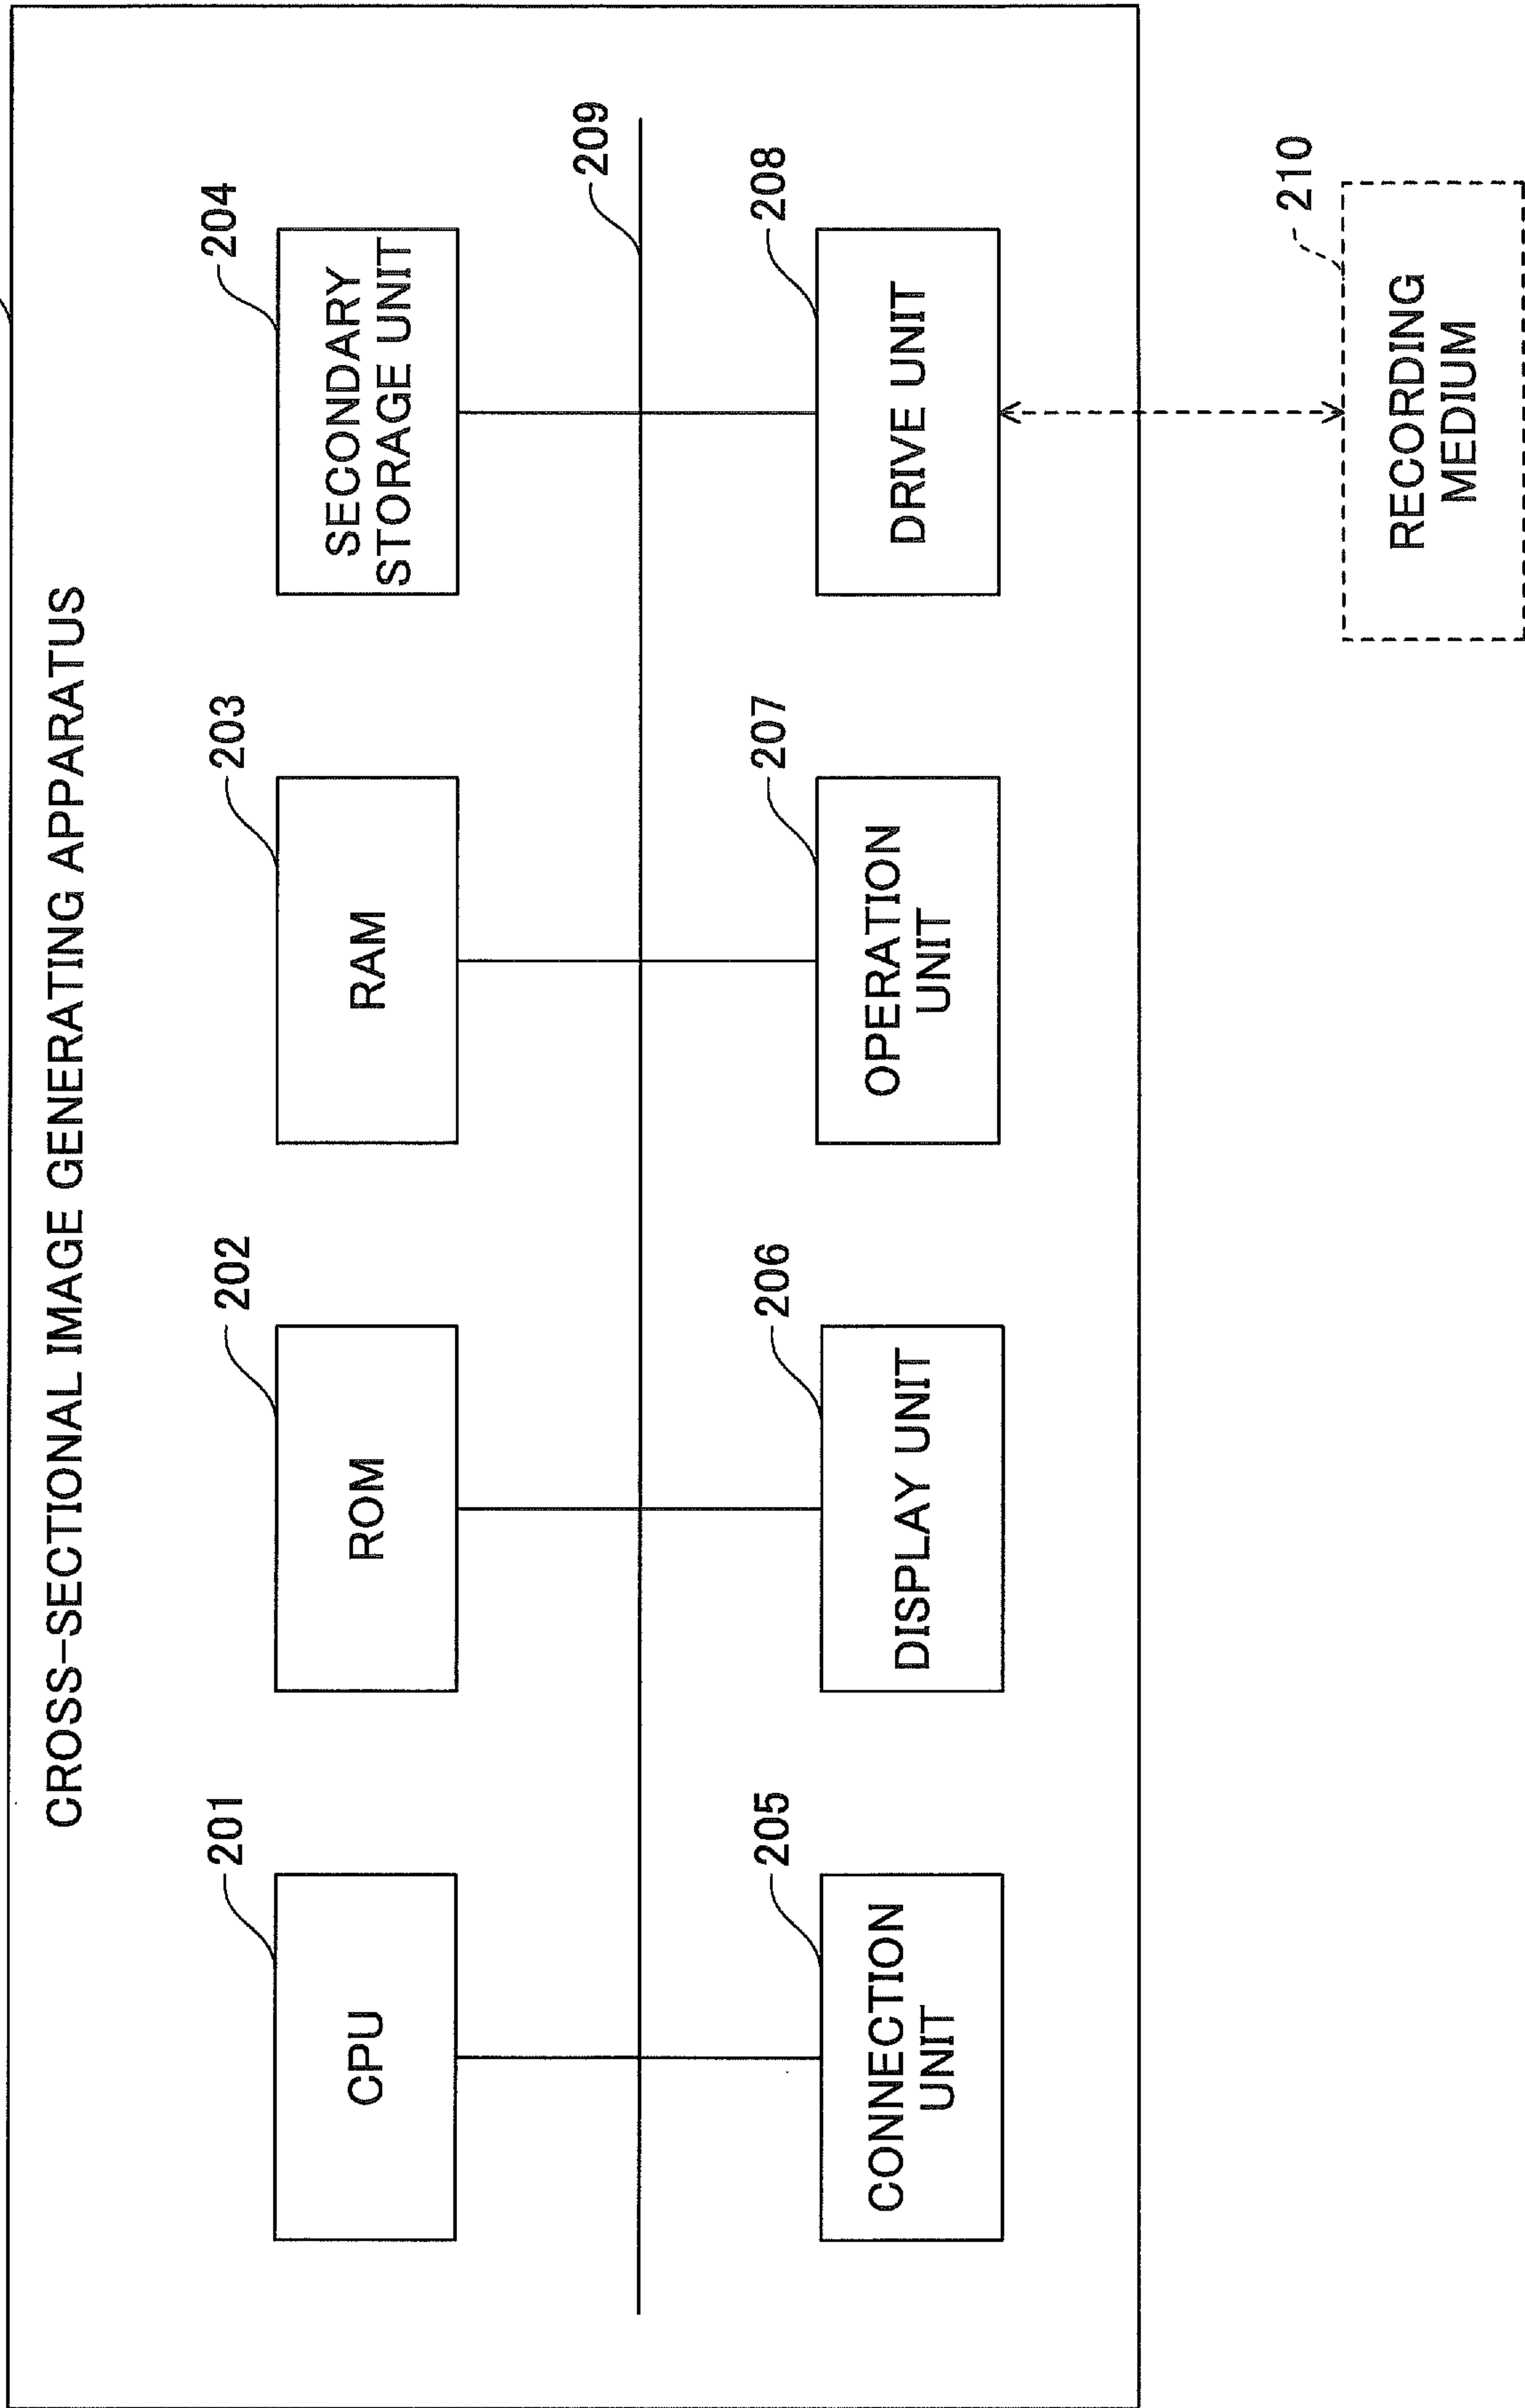 CROSS-SECTIONAL IMAGE GENERATING APPARATUS
201
202
203
204
CPU
ROM
RAM
SECONDARY
STORAGE UNIT
209
205
206
207
208
CONNECTION
UNIT
DISPLAY UNIT
OPERATION
UNIT
DRIVE UNIT
210
RECORDING
MEDIUM